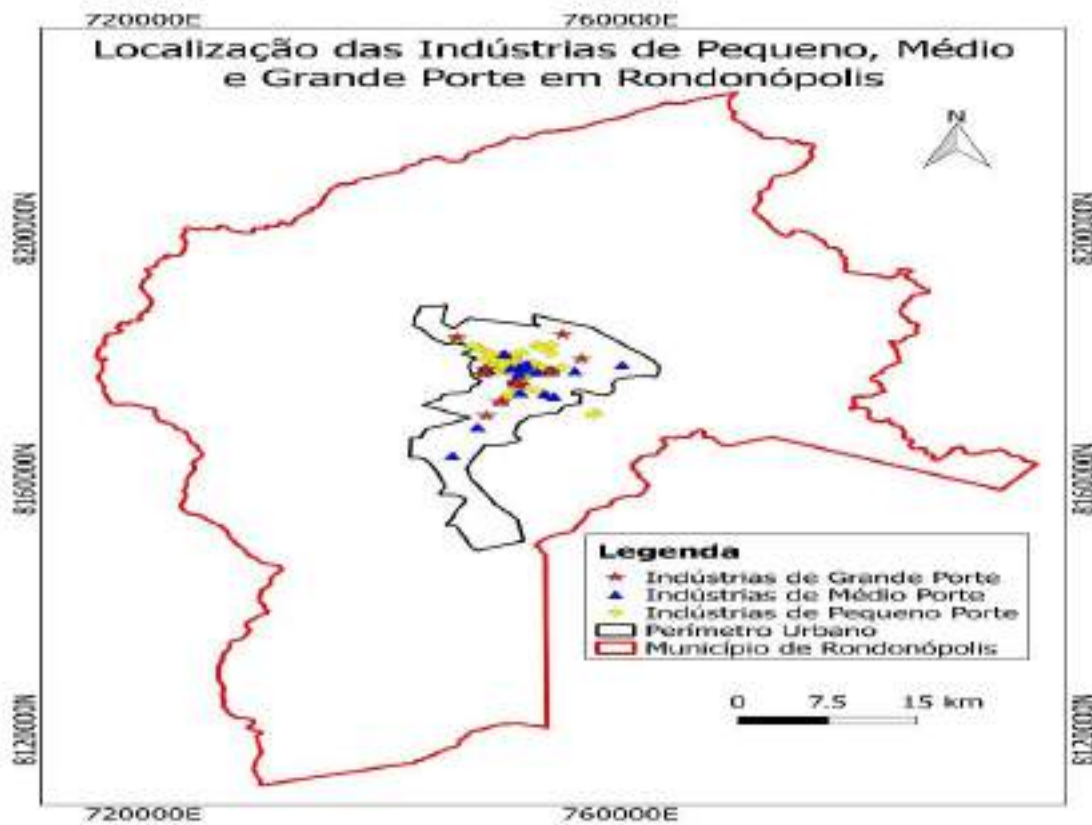 720000E 760000E
Localização das Indústrias de Pequeno, Médio
e Grande Porte em Rondonópolis
N
8200000N 8200000N
8160000N 8160000N
Legenda
Indústrias de Grande Porte
Indústrias de Médio Porte
Indústrias de Pequeno Porte
Perímetro Urbano
Município de Rondonópolis
0 7.5 15 km
8120000N 8120000N
720000E 760000E